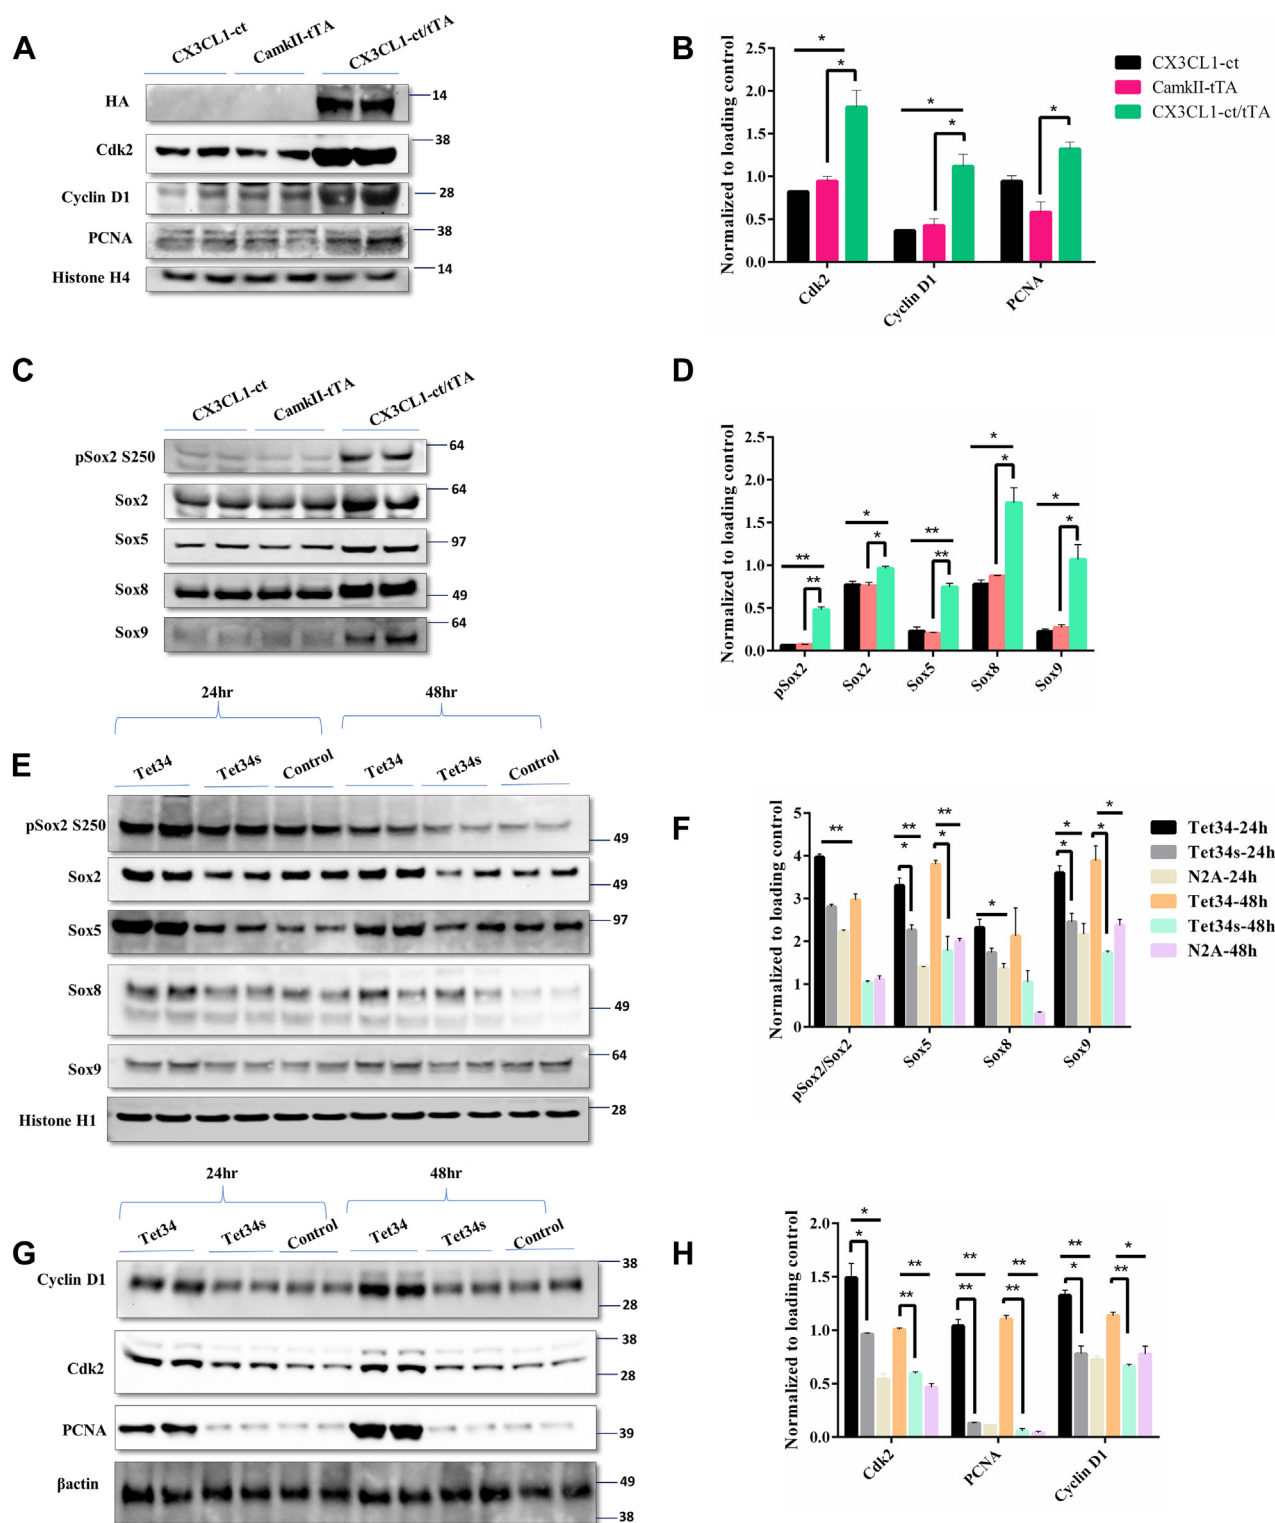 A
CX3CL1-ct
CamkII-tTA
CX3CL1-ct/tTA
HA
14
Cdk2
38
Cyclin D1
28
PCNA
38
Histone H4
14
B
Normalized to loading control
2.5
2.0
1.5
1.0
0.5
0.0
* * * * *
Cdk2
Cyclin D1
PCNA
CX3CL1-ct
CamkII-tTA
CX3CL1-ct/tTA
C
CX3CL1-ct
CamkII-tTA
CX3CL1-ct/tTA
pSox2 S250
64
Sox2
64
Sox5
97
Sox8
49
Sox9
64
D
Normalized to loading control
2.5
2.0
1.5
1.0
0.5
0.0
** ** * * ** ** * * * *
pSox2
Sox2
Sox5
Sox8
Sox9
24hr
48hr
E
Tet34
Tet34s
Control
Tet34
Tet34s
Control
pSox2 S250
49
Sox2
49
Sox5
97
Sox8
49
Sox9
64
Histone H1
28
F
Normalized to loading control
5
4
3
2
1
0
** ** * ** * * * * * *
pSox2/Sox2
Sox5
Sox8
Sox9
Tet34-24h
Tet34s-24h
N2A-24h
Tet34-48h
Tet34s-48h
N2A-48h
24hr
48hr
G
Tet34
Tet34s
Control
Tet34
Tet34s
Control
Cyclin D1
38
28
Cdk2
38
28
PCNA
39
βactin
49
38
H
Normalized to loading control
2.0
1.5
1.0
0.5
0.0
* * ** ** ** ** ** ** ** * * **
Cdk2
PCNA
Cyclin D1